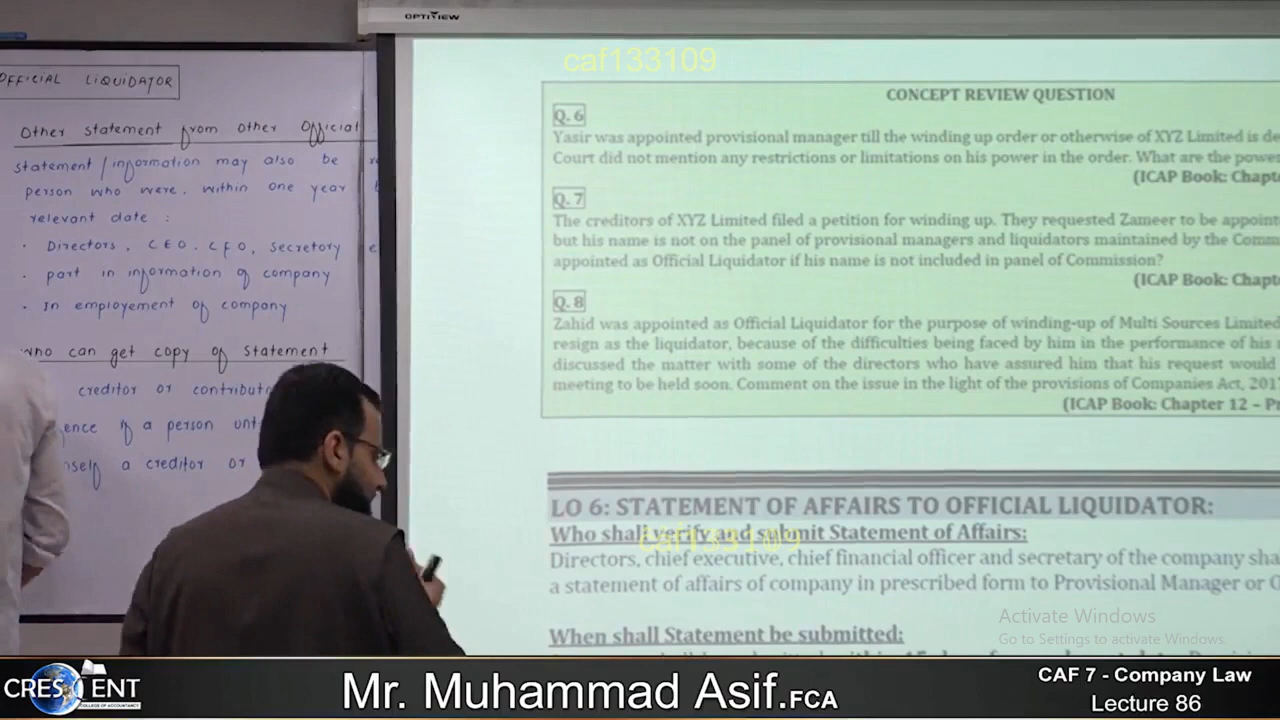 OPTIVIEW
OFFICIAL LIQUIDATOR
Other statement from other Official
statement / information may also be
person who were, within one year
relevant date :
· Directors, CEO, CFO, secretory
· part in information of company
· In employement of company
who can get copy of statement
creditor or contribut
ence of a person unt
self a creditor or
caf133109
CONCEPT REVIEW QUESTION
Q. 6
Yasir was appointed provisional manager till the winding up order or otherwise of XYZ Limited is de
Court did not mention any restrictions or limitations on his power in the order. What are the power
(ICAP Book: Chapt
Q. 7
The creditors of XYZ Limited filed a petition for winding up. They requested Zameer to be appoint
but his name is not on the panel of provisional managers and liquidators maintained by the Comm
appointed as Official Liquidator if his name is not included in panel of Commission?
(ICAP Book: Chapte
Q. 8
Zahid was appointed as Official Liquidator for the purpose of winding-up of Multi Sources Limited
resign as the liquidator, because of the difficulties being faced by him in the performance of his
discussed the matter with some of the directors who have assured him that his request would
meeting to be held soon. Comment on the issue in the light of the provisions of Companies Act, 201
(ICAP Book: Chapter 12 – Pr
LO 6: STATEMENT OF AFFAIRS TO OFFICIAL LIQUIDATOR:
Who shall verify and submit Statement of Affairs:
caf133109
Directors, chief executive, chief financial officer and secretary of the company sha
a statement of affairs of company in prescribed form to Provisional Manager or O
When shall Statement be submitted:
Activate Windows
Go to Settings to activate Windows.
CRESCENT
COLLEGE OF ACCOUNTANCY
Mr. Muhammad Asif.FCA
CAF 7 - Company Law
Lecture 86